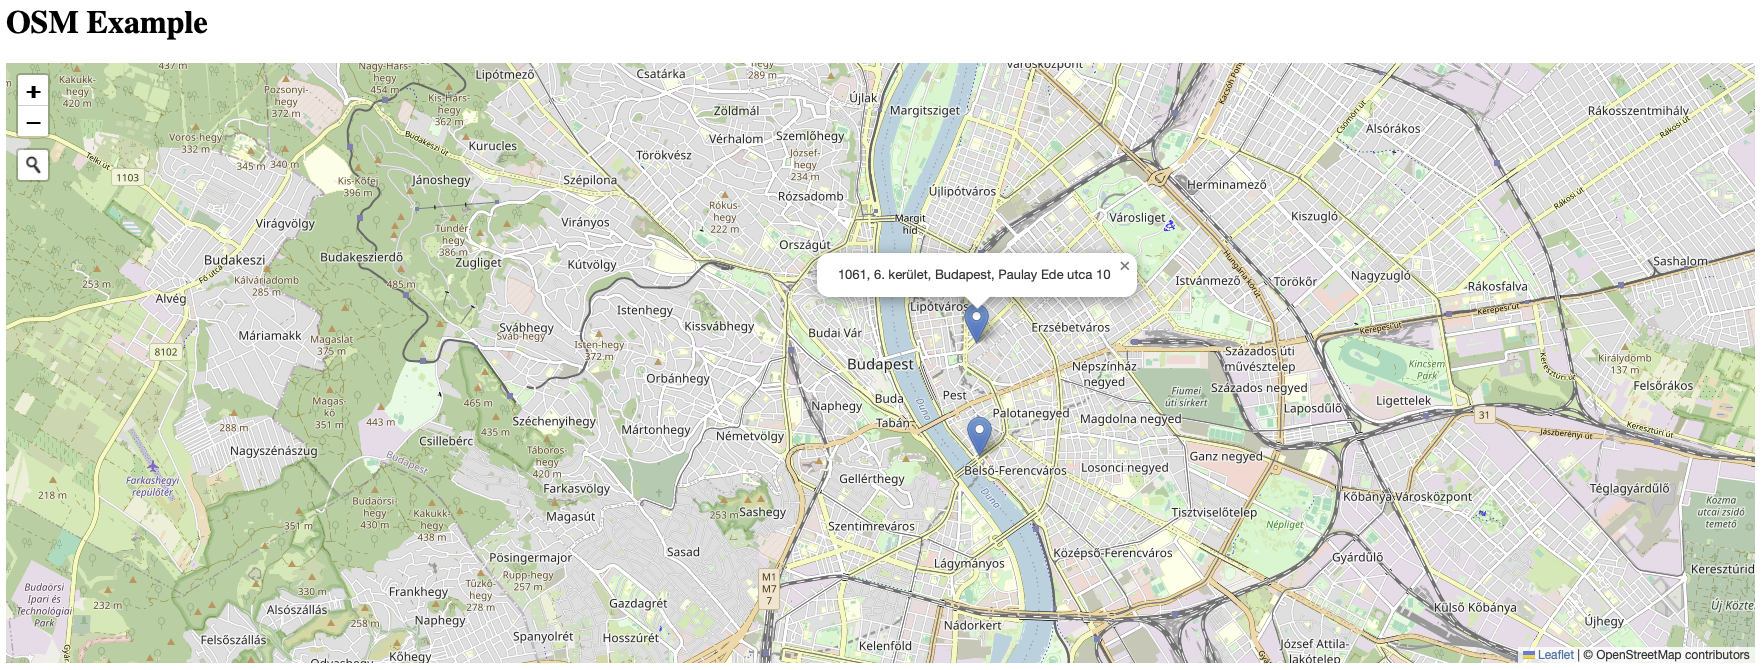 OSM Example
437 m
Kakukk-
hegy
420 m
Nagy-Hárs-
hegy
454 m
Lipótmező
Csatárka
hegy
289 m
Városközpont
Kacsóh Pon
+
−
Pozsonyi-
hegy
372 m
Kis-Hárs-
hegy
362 m
Zöldmál
Újlak
Margitsziget
Rákosszentmihály
Csömöri út
Alsórákos
Rákosi út
Vörös-hegy
332 m
345 m
340 m
Budakeszi út
Kurucles
Vérhalom
Szemlőhegy
Telki út
1103
Törökvész
József-
hegy
234 m
Kis-Kőfej
396 m
Jánoshegy
Szépilona
Rózsadomb
Újlipótváros
Herminamező
Rákosi út
Virágvölgy
Tündér-
hegy
386 m
Virányos
Rókus-
hegy
222 m
Margit
híd
Városliget
Kiszugló
Budakeszi
Budakeszierdő
Zugliget
Kútvölgy
Országút
Hungária körút
Sashalom
Fő utca
253 m
Kálváriadomb
285 m
485 m
1061, 6. kerület, Budapest, Paulay Ede utca 10
×
Istvánmező
Törökőr
Nagyzugló
Rákosfalva
Alvég
Istenhegy
Lipótváros
Kerepesi út
Kerepesi út
Máriamakk
Svábhegy
Sváb-hegy
Kissvábhegy
Budai Vár
Erzsébetváros
8102
Magaslat
375 m
Isten-hegy
372 m
Budapest
Népszínház
negyed
Százados úti
művésztelep
Kincsem
Park
Királydomb
137 m
Orbánhegy
Fiumei
úti sírkert
Százados negyed
Felsőrákos
Keresztúri út
Magas-
kő
401 m
465 m
Naphegy
Buda
Duna
Pest
Laposdűlő
Ligettelek
443 m
Széchenyihegy
Tabán
Palotanegyed
Magdolna negyed
31
288 m
Csillebérc
435 m
Mártonhegy
Németvölgy
Keresztúri út
Jászberényi út
Nagyszénászug
Budapest
Táboros
hegy
420 m
Belső-Ferencváros
Losonci negyed
Ganz negyed
Farkashegyi
repülőtér
Gellérthegy
Farkasvölgy
Téglagyárdűlő
218 m
Budaörsi-
hegy
430 m
Kakukk-
hegy
438 m
Magasút
253 m
Sashegy
Duna
Kőbánya-Városközpont
Kozma
utcai zsidó
temető
351 m
Szentimreváros
Tisztviselőtelep
Népliget
Pösingermajor
Sasad
Középső-Ferencváros
Gyárdűlő
Lágymányos
Rupp-hegy
257 m
M1
M7
7
Keresztúrid
Budaörsi
Ipari és
Technológiai
Park
330 m
232 m
Frankhegy
Tűzkő-
hegy
278 m
Gazdagrét
Alsószállás
258 m
Naphegy
Nádorkert
Külső Kőbánya
Új Közte
Újhegy
Felsőszállás
Spanyolrét
Hosszúrét
Kelenföld
József Attila-
lakótelep
Kőhegy
Odvashegy
Leaflet | © OpenStreetMap contributors